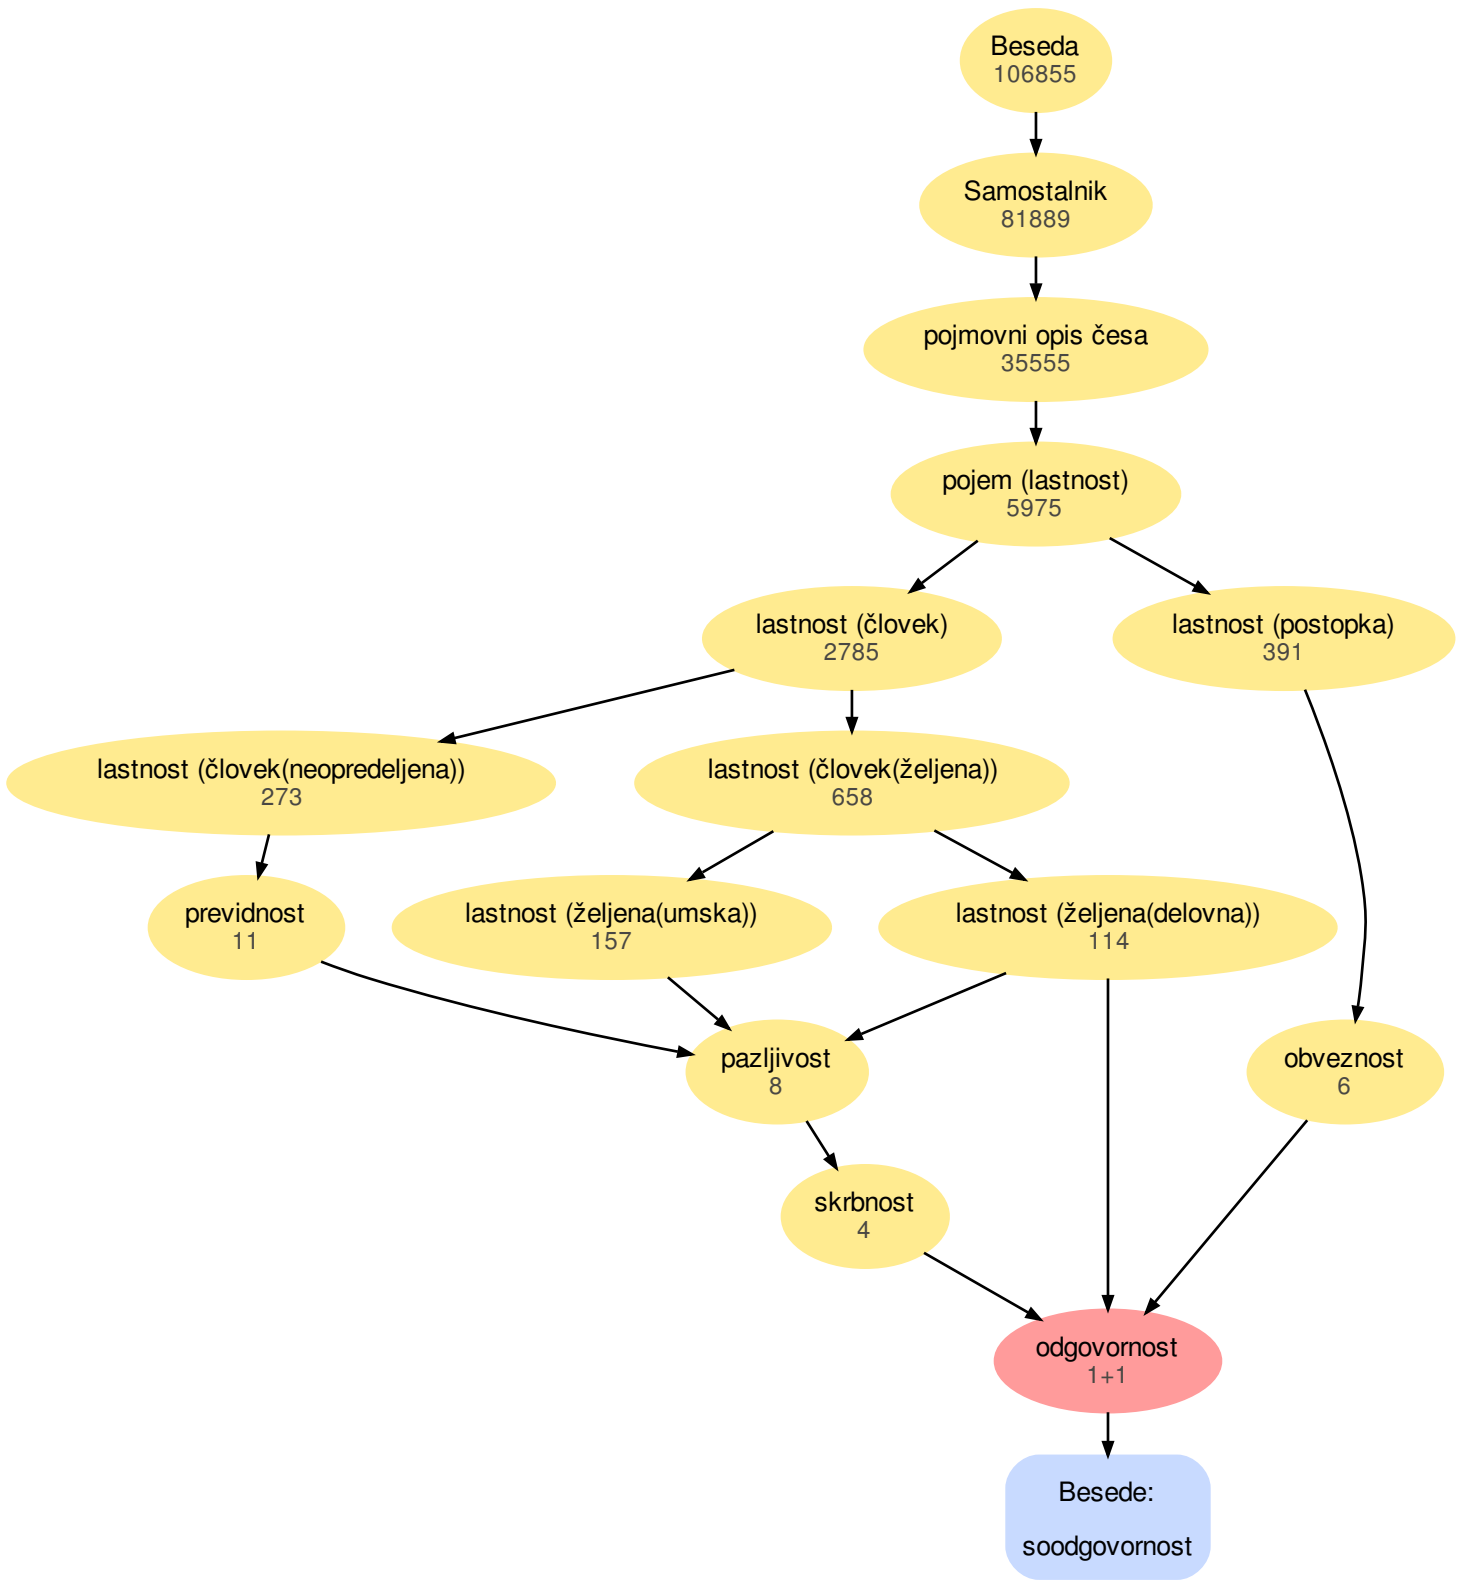 Beseda
106855
Samostalnik
81889
pojmovni opis česa
35555
pojem (lastnost)
5975
lastnost (človek)
2785
lastnost (postopka)
391
lastnost (človek(neopredeljena))
273
lastnost (človek(željena))
658
previdnost
11
lastnost (željena(umska))
157
lastnost (željena(delovna))
114
pazljivost
8
obveznost
6
skrbnost
4
odgovornost
1+1
Besede:
soodgovornost